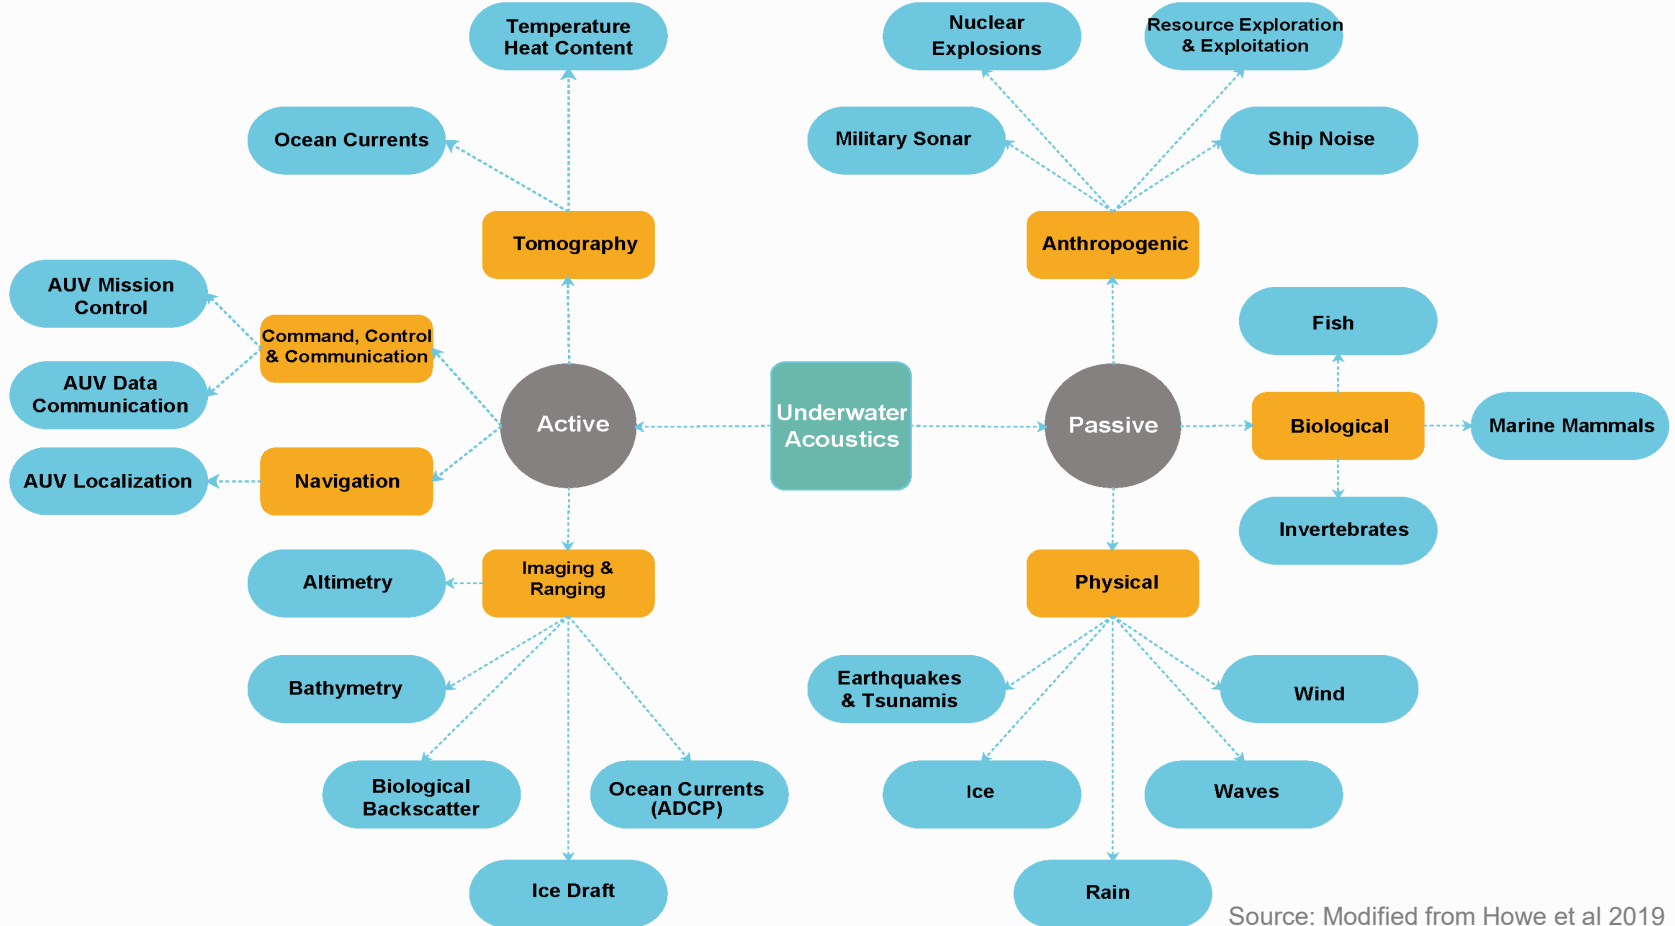 Temperature
Heat Content
Nuclear
Explosions
Resource Exploration
& Exploitation
Ocean Currents
Military Sonar
Ship Noise
Tomography
Anthropogenic
AUV Mission
Control
Command, Control
& Communication
Fish
AUV Data
Communication
Active
Underwater
Acoustics
Passive
Biological
Marine Mammals
AUV Localization
Navigation
Invertebrates
Altimetry
Imaging &
Ranging
Physical
Bathymetry
Earthquakes
& Tsunamis
Wind
Biological
Backscatter
Ocean Currents
(ADCP)
Ice
Waves
Ice Draft
Rain
Source: Modified from Howe et al 2019